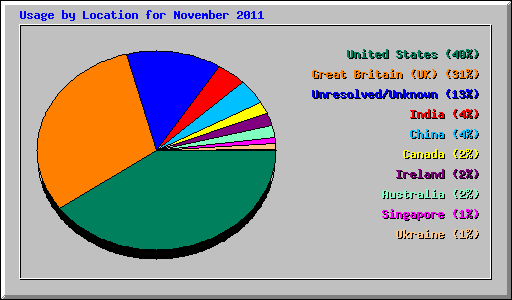 Usage by Location for November 2011
United States (40%)
Great Britain (UK) (31%)
Unresolved/Unknown (13%)
India (4%)
China (4%)
Canada (2%)
Ireland (2%)
Australia (2%)
Singapore (1%)
Ukraine (1%)